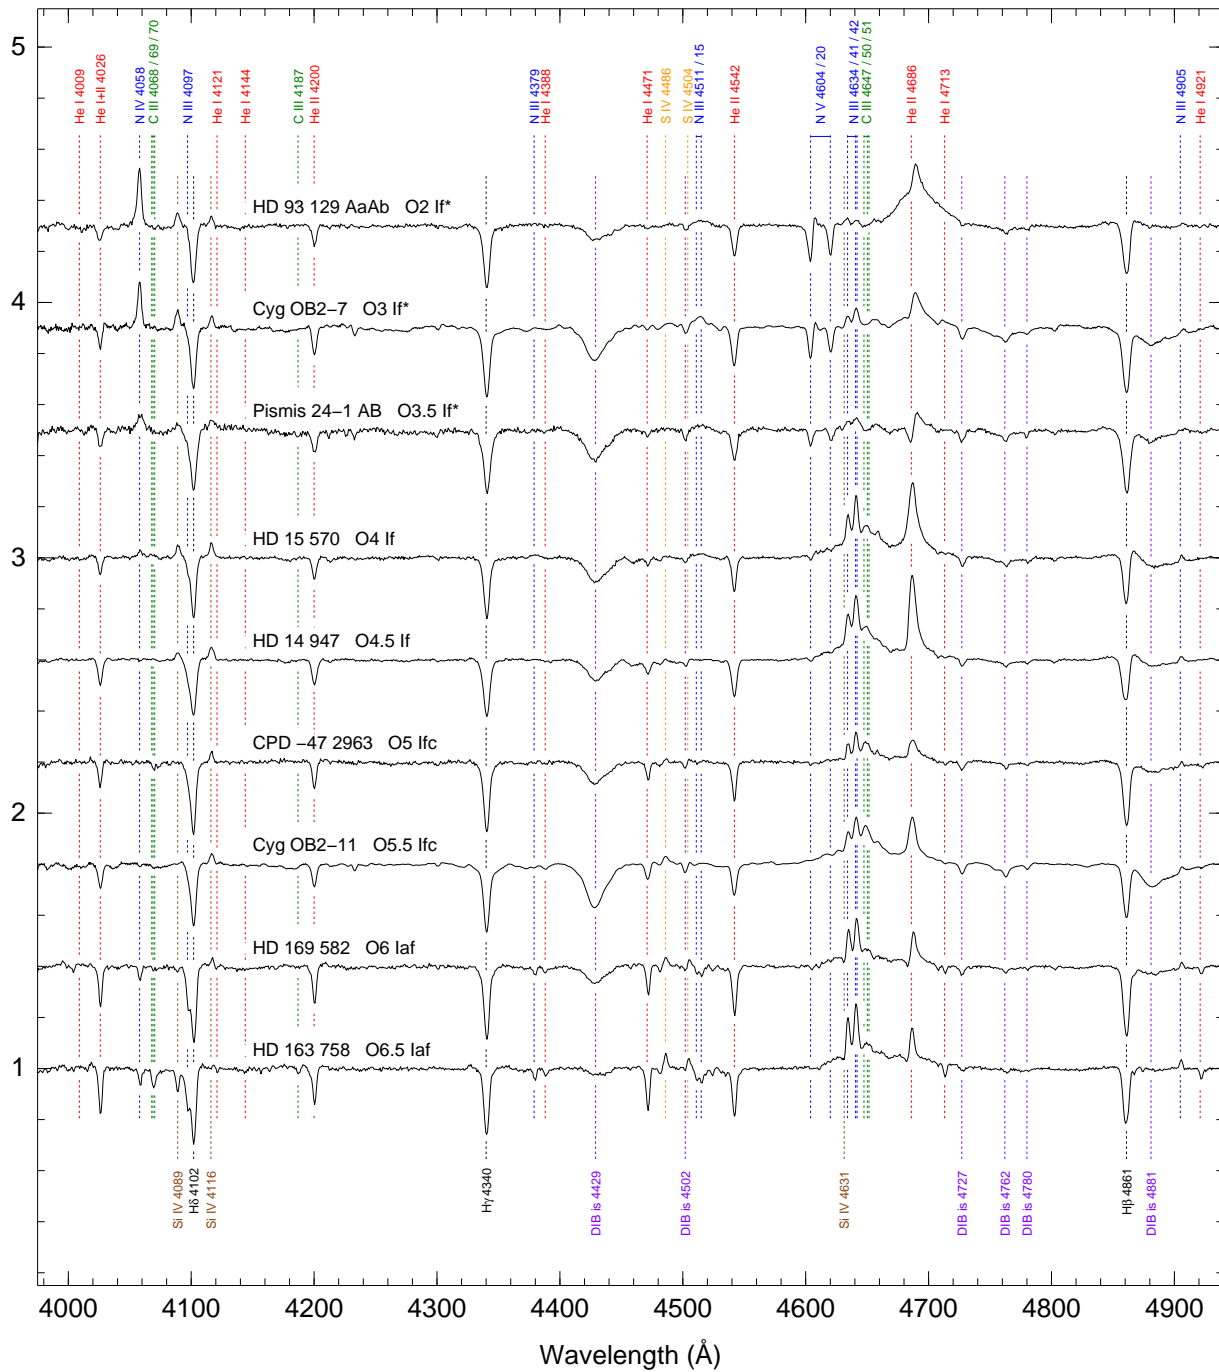 He I 4009
He I+II 4026
N IV 4058
C III 4068 / 69 / 70
N III 4097
He I 4121
He I 4144
C III 4187
He II 4200
N III 4379
He I 4388
He I 4471
S IV 4486
S IV 4504
N III 4511 / 15
He II 4542
N V 4604 / 20
N III 4634 / 41 / 42
C III 4647 / 50 / 51
He II 4686
He I 4713
N III 4905
He I 4921
5
HD 93 129 AaAb O2 If*
4
Cyg OB2−7 O3 If*
Pismis 24−1 AB O3.5 If*
3
HD 15 570 O4 If
HD 14 947 O4.5 If
CPD −47 2963 O5 Ifc
2
Cyg OB2−11 O5.5 Ifc
HD 169 582 O6 Iaf
1
HD 163 758 O6.5 Iaf
Si IV 4089
Hδ 4102
Si IV 4116
Hγ 4340
DIB is 4429
DIB is 4502
Si IV 4631
DIB is 4727
DIB is 4762
DIB is 4780
Hβ 4861
DIB is 4881
4000 4100 4200 4300 4400 4500 4600 4700 4800 4900
Wavelength (Å)